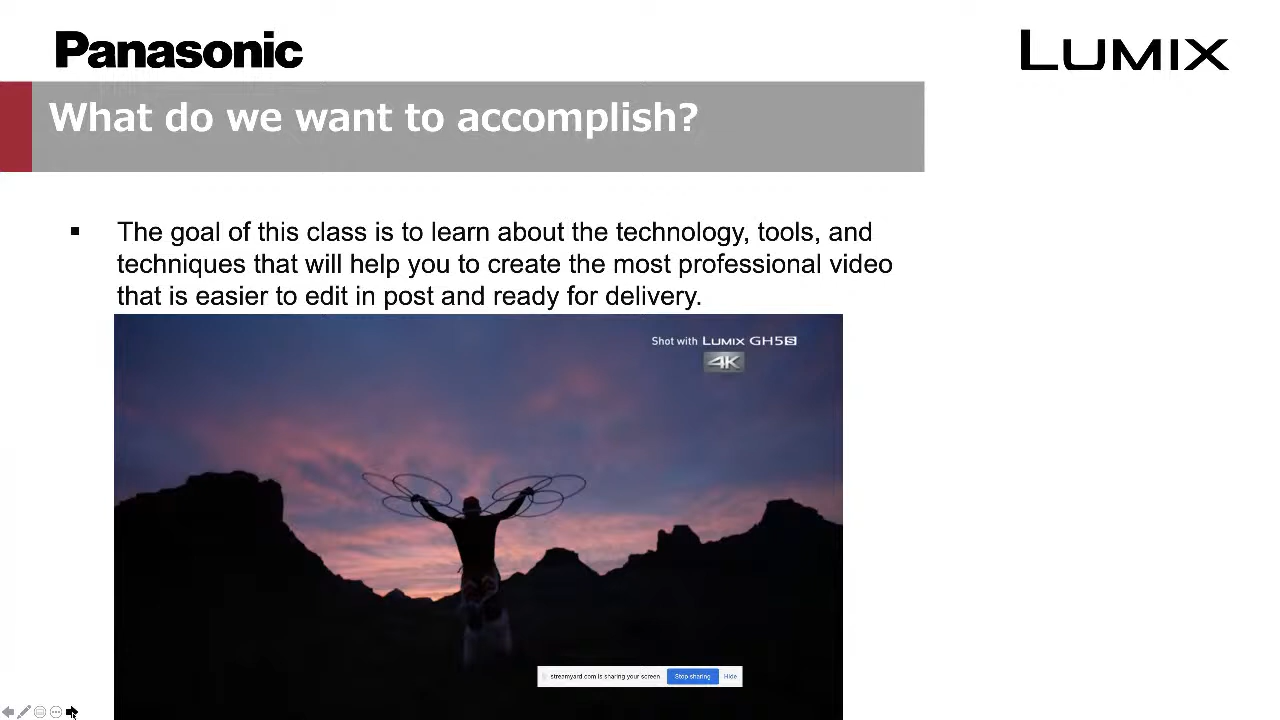 Panasonic
LUMIX
What do we want to accomplish?
▪ The goal of this class is to learn about the technology, tools, and
techniques that will help you to create the most professional video
that is easier to edit in post and ready for delivery.
Shot with LUMIX GH5S
4K
streamyard.com is sharing your screen Stop sharing Hide